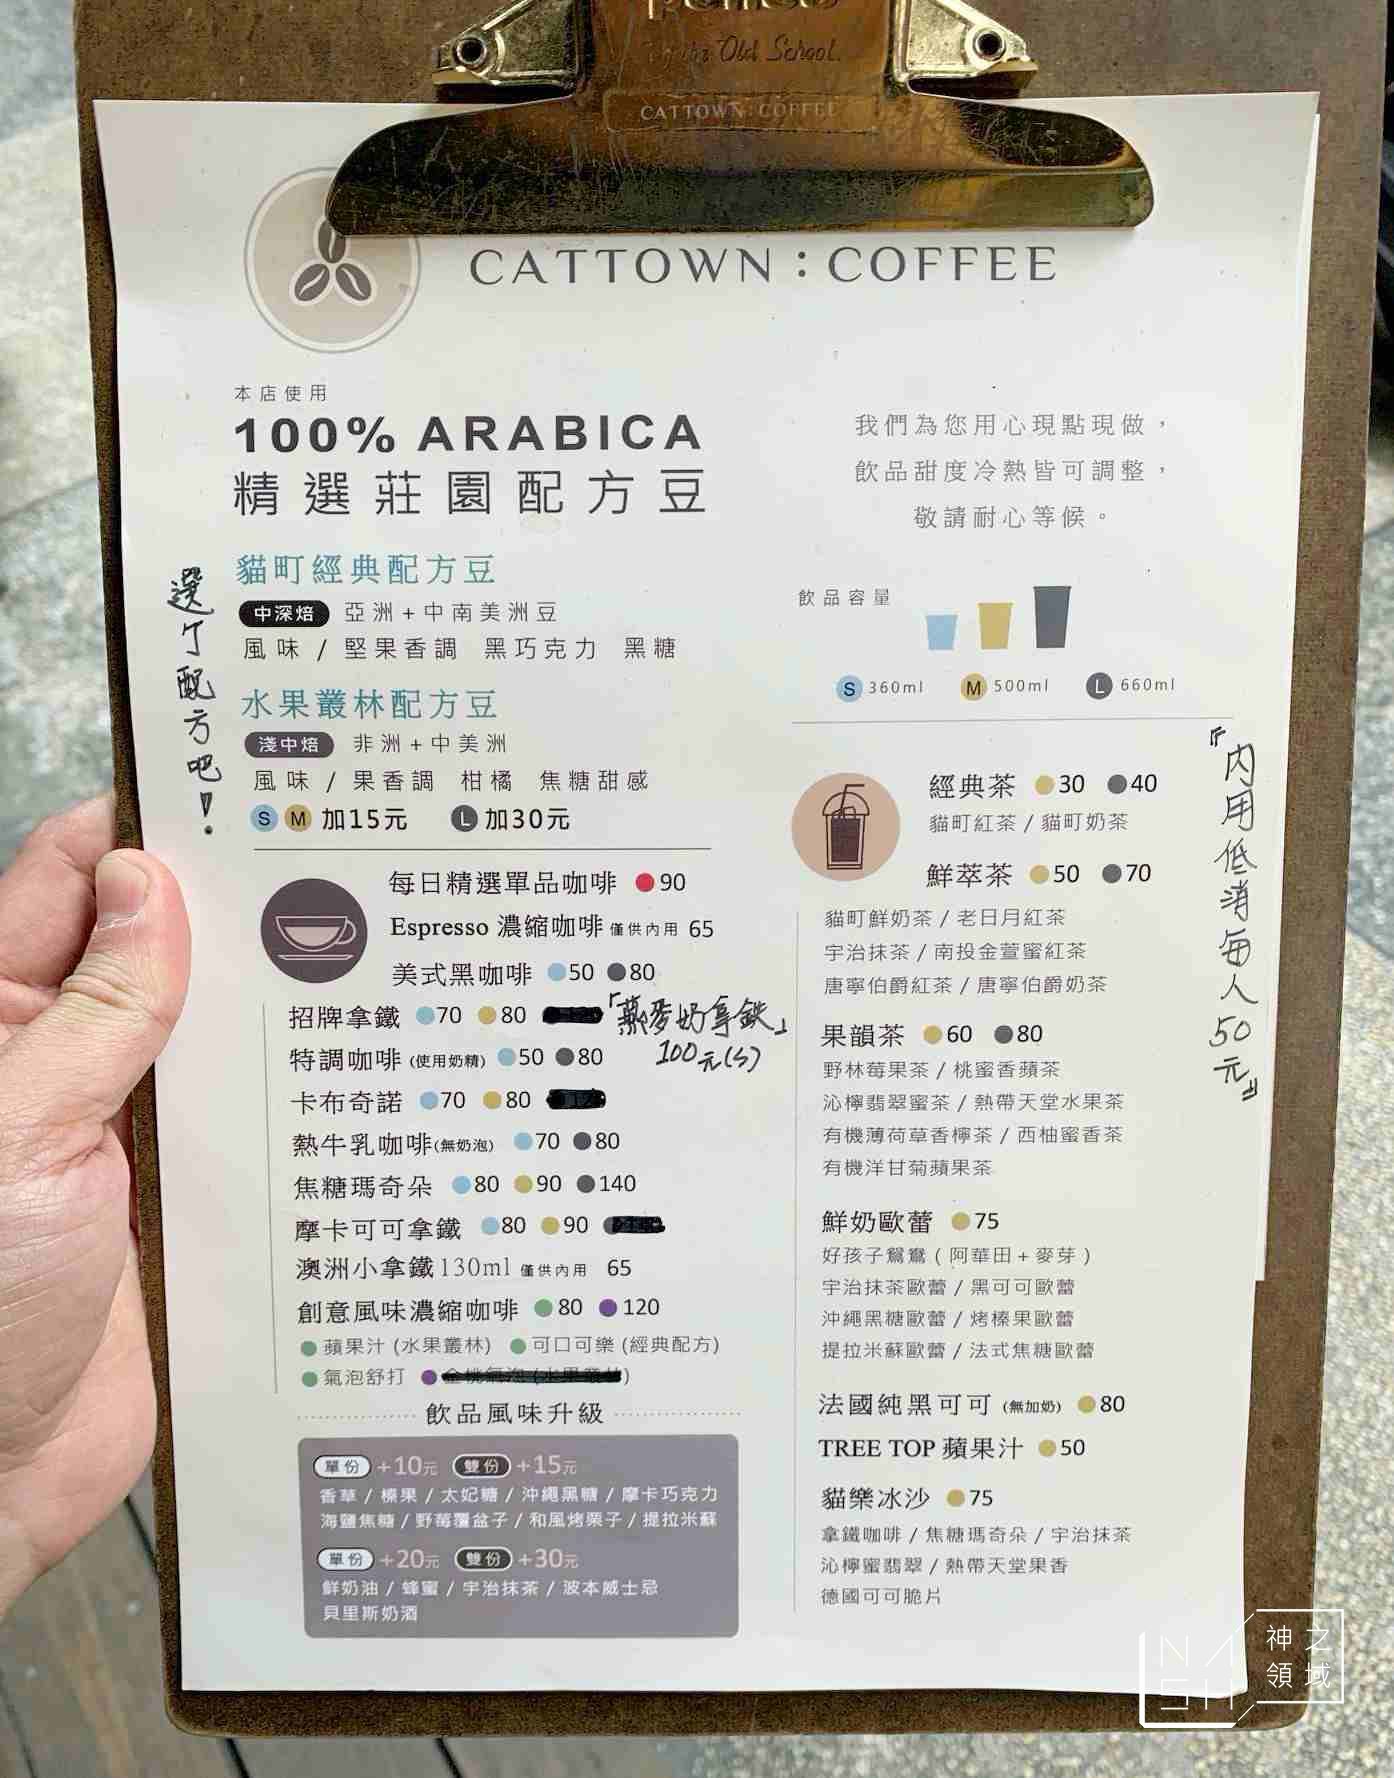 Old School.
CATTOWN:COFFEE
CATTOWN : COFFEE
本店使用
100% ARABICA
精選莊園配方豆
貓町經典配方豆
中深焙 亞洲+中南美洲豆
風味 / 堅果香調 黑巧克力 黑糖
水果叢林配方豆
淺中焙 非洲+中美洲
風味 / 果香調 柑橘 焦糖甜感
S M 加15元 L 加30元
選了配方吧!
每日精選單品咖啡 90
Espresso 濃縮咖啡 僅供內用 65
美式黑咖啡 50 80
招牌拿鐵 70 80
「燕麥奶拿鉄」
100元(S)
特調咖啡 (使用奶精) 50 80
卡布奇諾 70 80
熱牛乳咖啡(無奶泡) 70 80
焦糖瑪奇朵 80 90 140
摩卡可可拿鐵 80 90
澳洲小拿鐵130ml 僅供內用 65
創意風味濃縮咖啡 80 120
蘋果汁 (水果叢林) 可口可樂 (經典配方)
氣泡舒打
飲品風味升級
單份 +10元 雙份 +15元
香草 / 榛果 / 太妃糖 / 沖繩黑糖 / 摩卡巧克力
海鹽焦糖 / 野莓覆盆子 / 和風烤栗子 / 提拉米蘇
單份 +20元 雙份 +30元
鮮奶油 / 蜂蜜 / 宇治抹茶 / 波本威士忌
貝里斯奶酒
我們為您用心現點現做，
飲品甜度冷熱皆可調整，
敬請耐心等候。
飲品容量
S 360ml M 500ml L 660ml
經典茶 30 40
貓町紅茶 / 貓町奶茶
鮮萃茶 50 70
貓町鮮奶茶 / 老日月紅茶
宇治抹茶 / 南投金萱蜜紅茶
唐寧伯爵紅茶 / 唐寧伯爵奶茶
果韻茶 60 80
野林莓果茶 / 桃蜜香蘋茶
沁檸翡翠蜜茶 / 熱帶天堂水果茶
有機薄荷草香檸茶 / 西柚蜜香茶
有機洋甘菊蘋果茶
鮮奶歐蕾 75
好孩子鴛鴦 ( 阿華田 + 麥芽 )
宇治抹茶歐蕾 / 黑可可歐蕾
沖繩黑糖歐蕾 / 烤榛果歐蕾
提拉米蘇歐蕾 / 法式焦糖歐蕾
法國純黑可可 (無加奶) 80
TREE TOP 蘋果汁 50
貓樂冰沙 75
拿鐵咖啡 / 焦糖瑪奇朵 / 宇治抹茶
沁檸蜜翡翠 / 熱帶天堂果香
德國可可脆片
『內用低消每人50元』
NASH
神之
領域